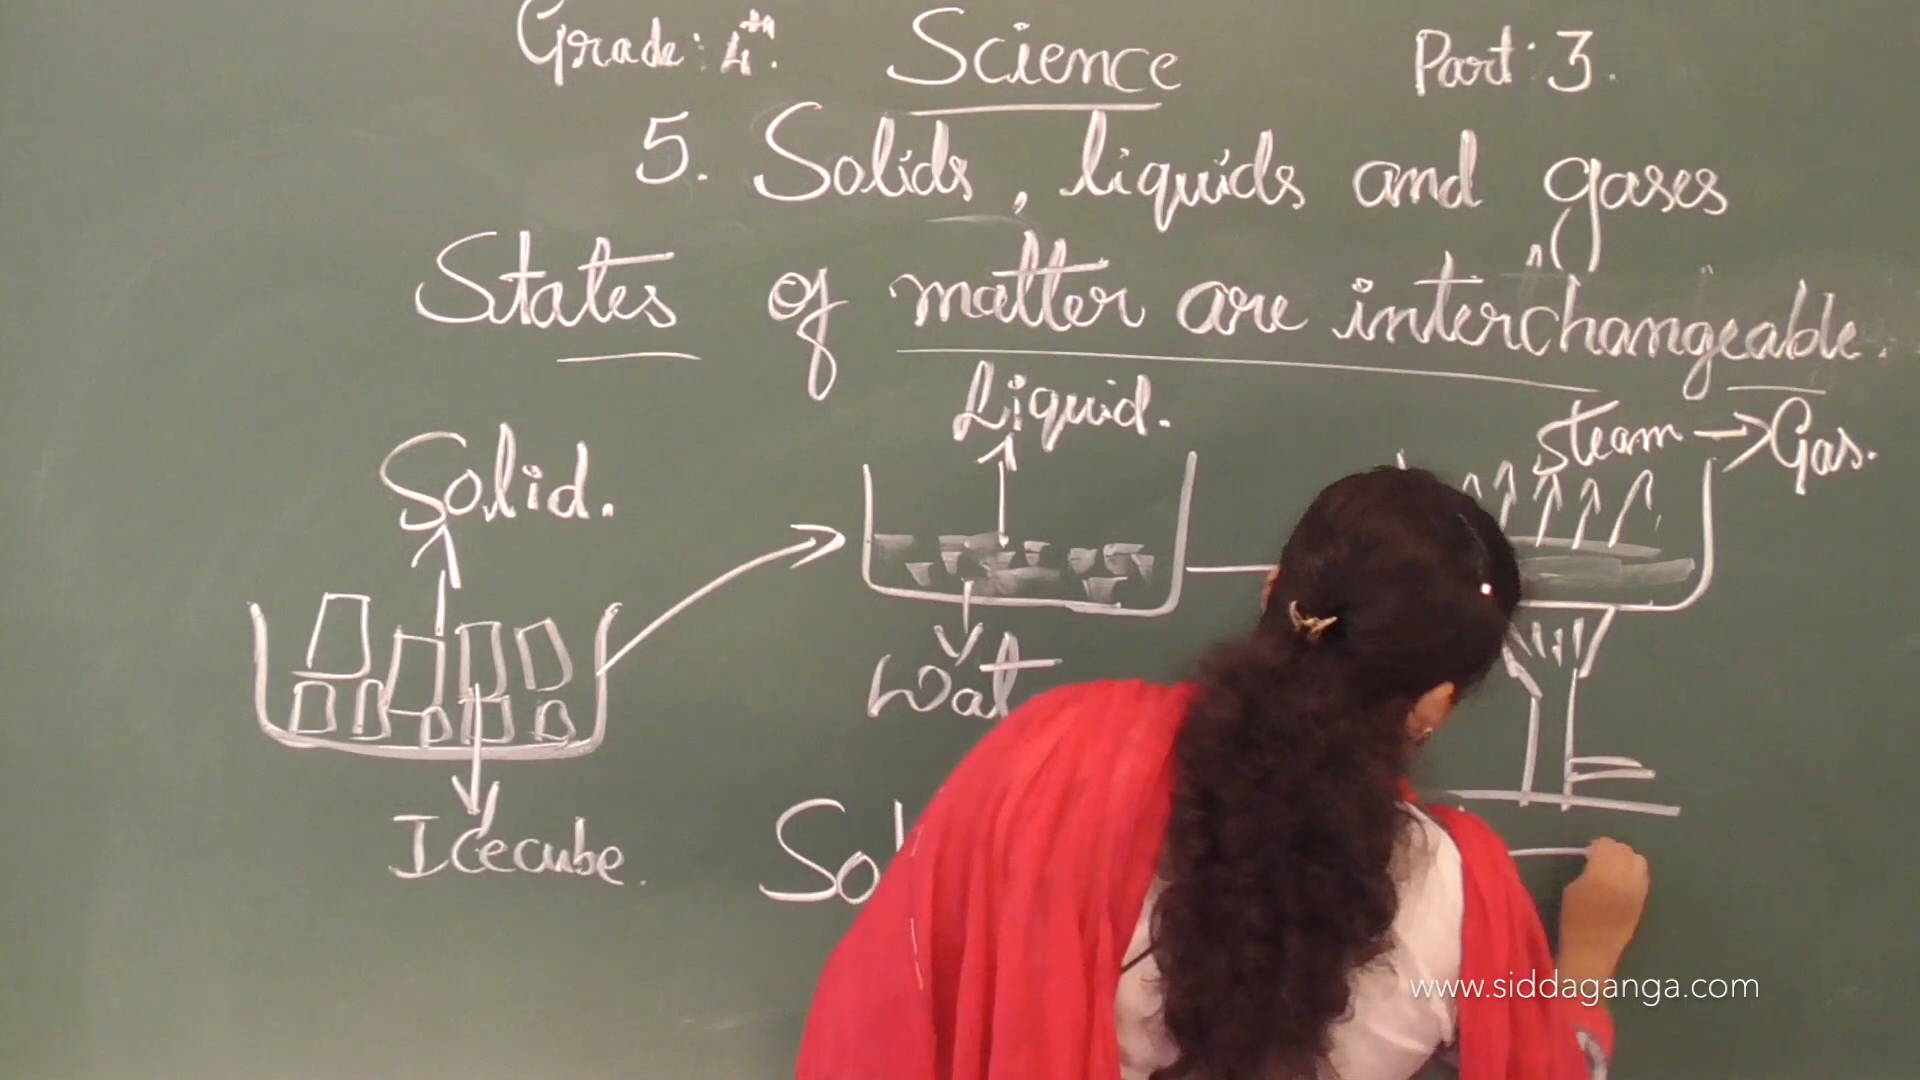 Grade: 4th. Science Part: 3.
5. Solids, liquids and gases
States of matter are interchangeable.
Solid. Liquid. Steam → Gas.
Wat
Icecube.
Sol
www.siddaganga.com